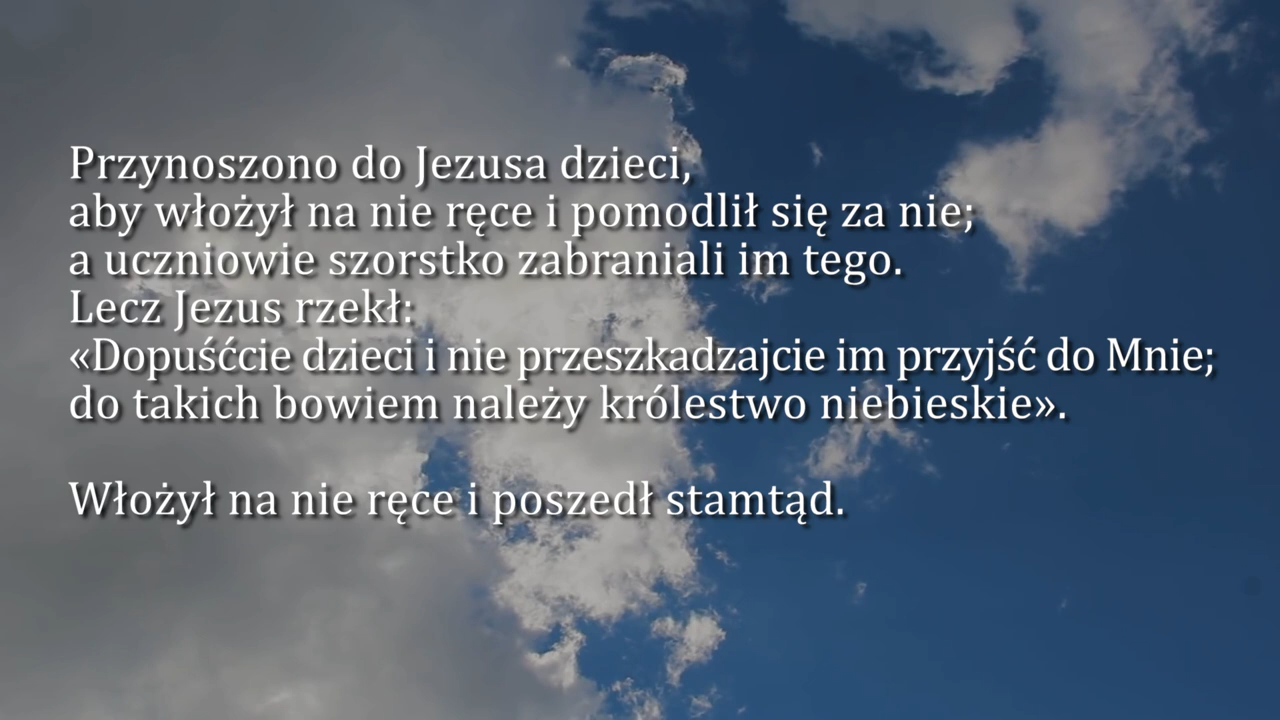 Przynoszono do Jezusa dzieci,
aby włożył na nie ręce i pomodlił się za nie;
a uczniowie szorstko zabraniali im tego.
Lecz Jezus rzekł:
«Dopuśćcie dzieci i nie przeszkadzajcie im przyjść do Mnie;
do takich bowiem należy królestwo niebieskie».
Włożył na nie ręce i poszedł stamtąd.